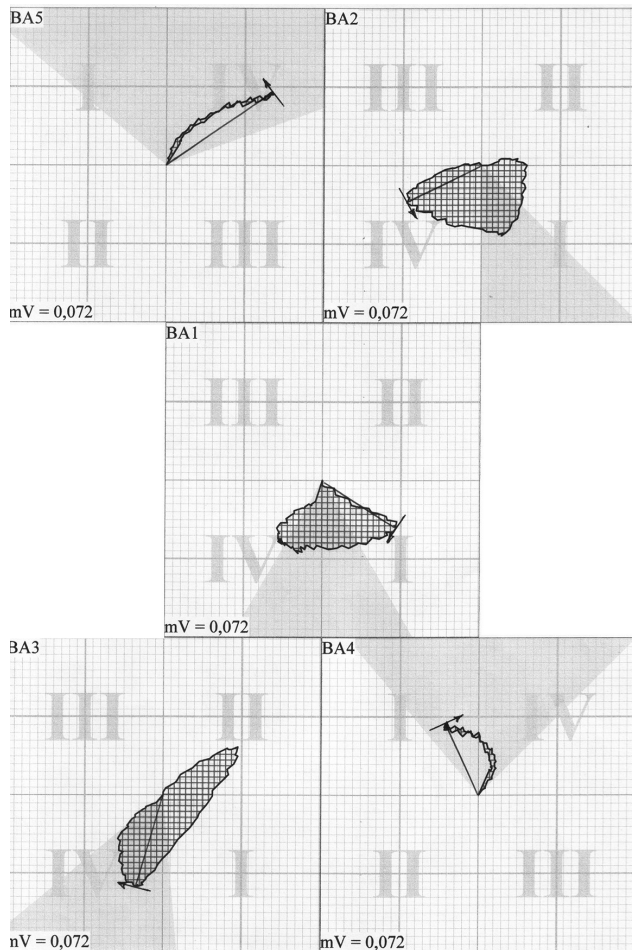 BA5
I IV
II III
mV = 0,072
BA2
III II
IV I
mV = 0,072
BA1
III II
IV I
mV = 0,072
BA3
III II
IV I
mV = 0,072
BA4
I IV
II III
mV = 0,072